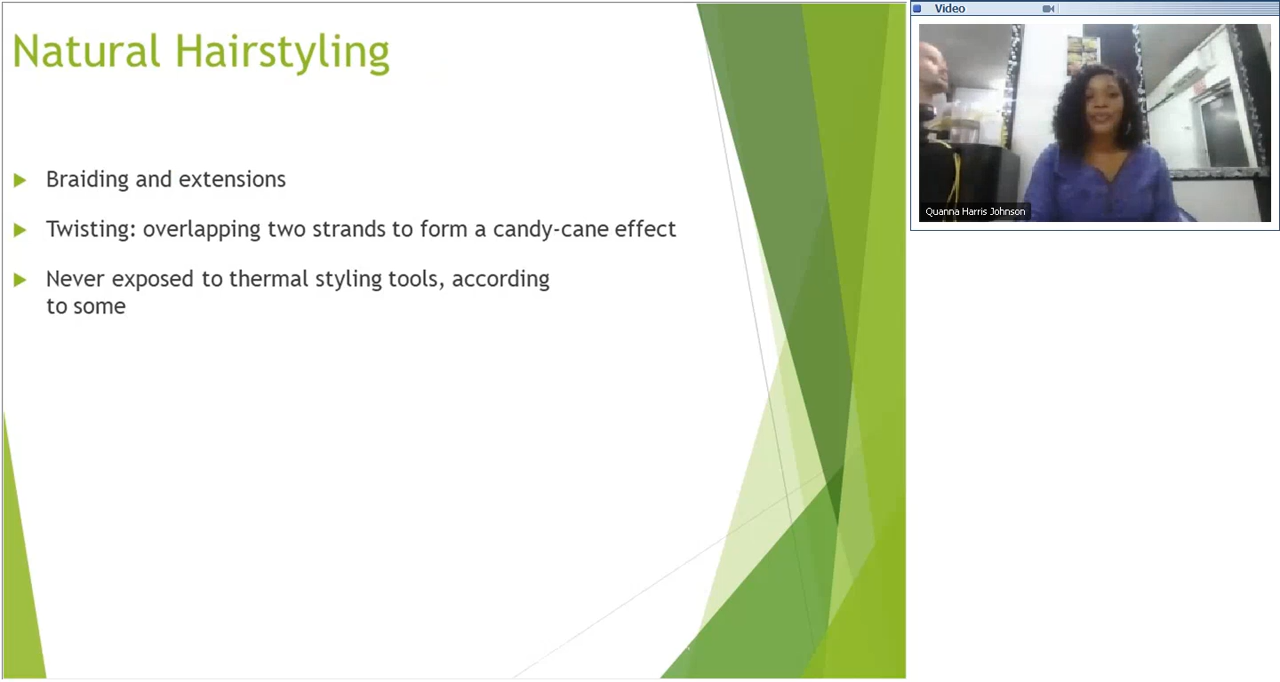 Natural Hairstyling
Braiding and extensions
Twisting: overlapping two strands to form a candy-cane effect
Never exposed to thermal styling tools, according
to some
Video
Quanna Harris Johnson